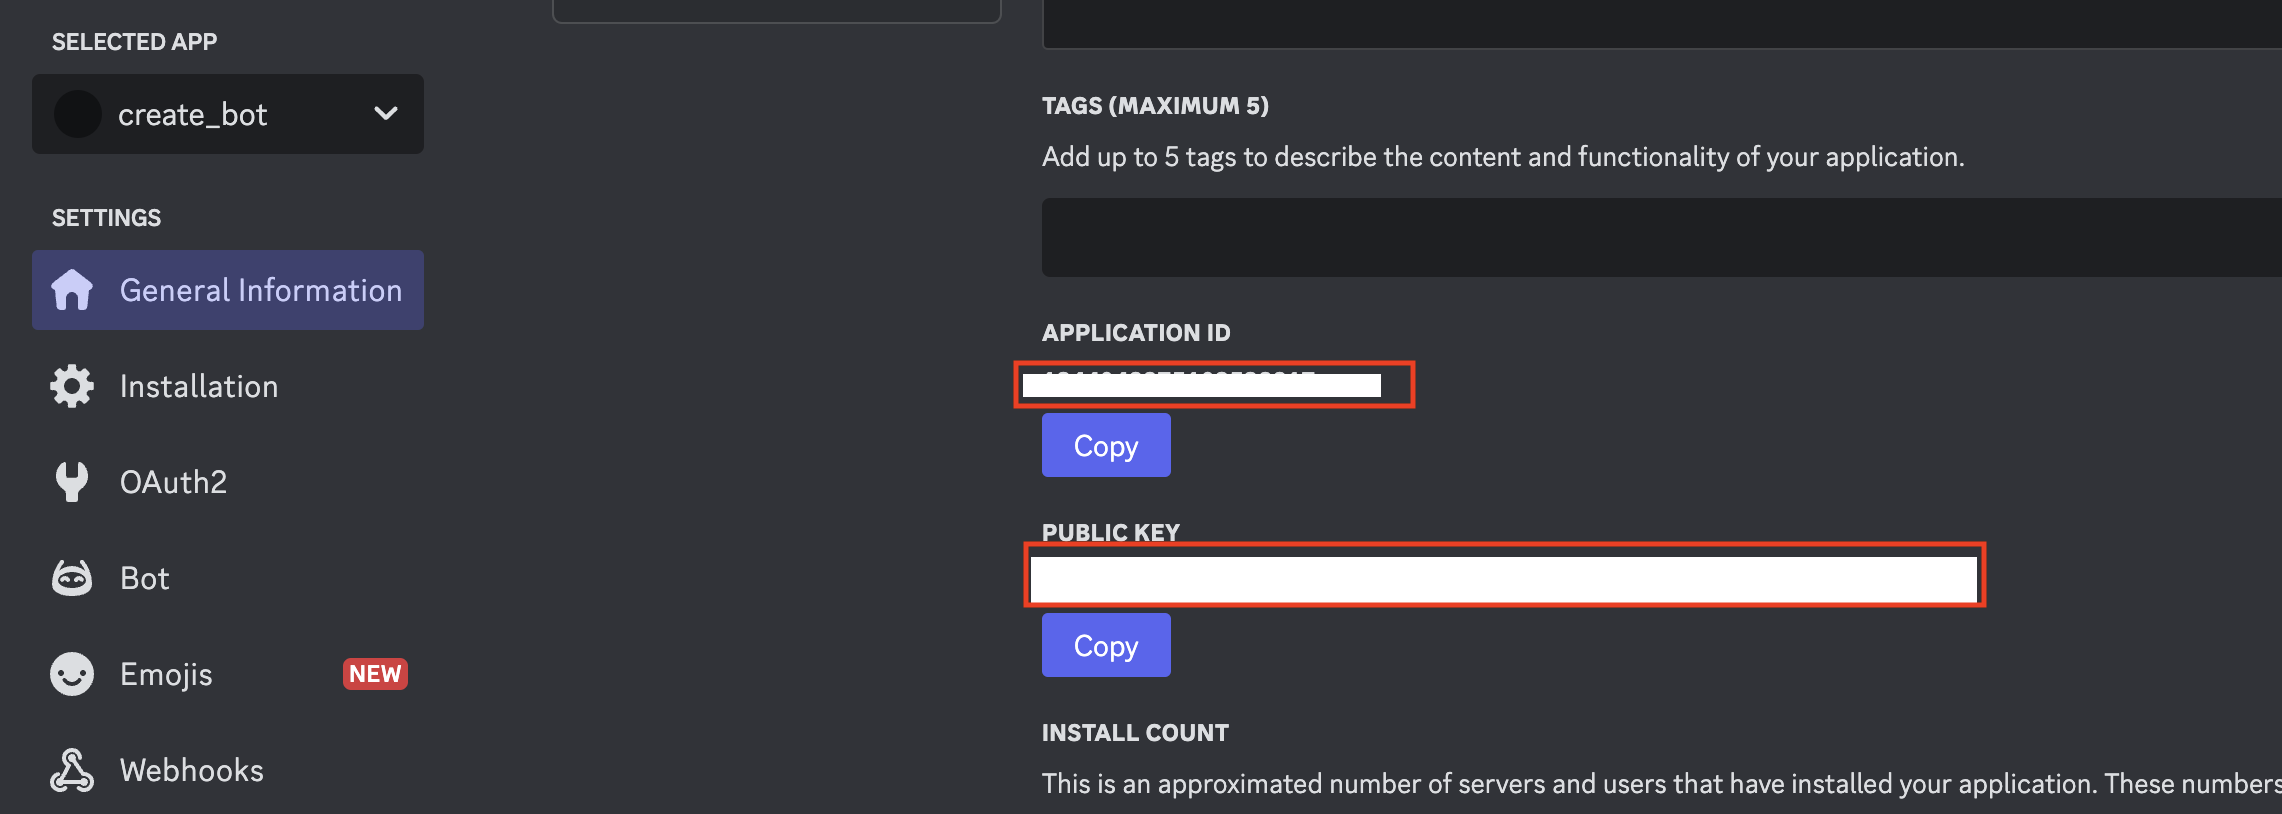 SELECTED APP
create_bot
SETTINGS
General Information
Installation
OAuth2
Bot
Emojis NEW
Webhooks
TAGS (MAXIMUM 5)
Add up to 5 tags to describe the content and functionality of your application.
APPLICATION ID
Copy
PUBLIC KEY
Copy
INSTALL COUNT
This is an approximated number of servers and users that have installed your application. These numbers